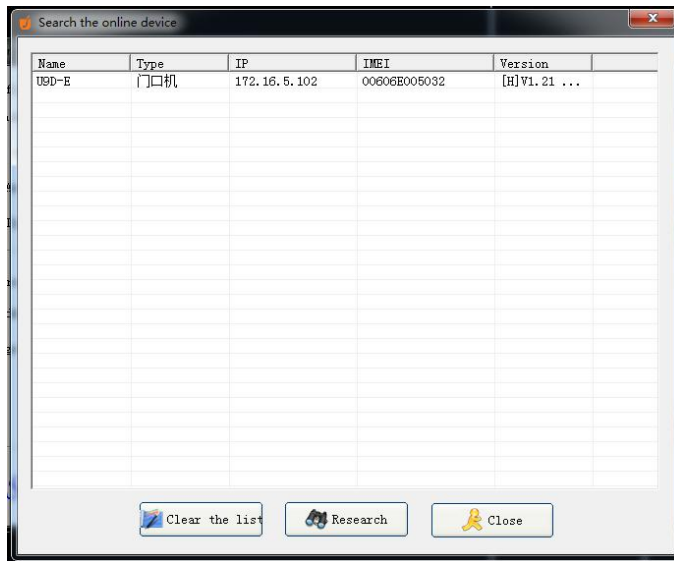 Search the online device
Name Type IP IMEI Version
U9D-E 门口机 172.16.5.102 00606E005032 [H]V1.21 ...
Clear the list Research Close